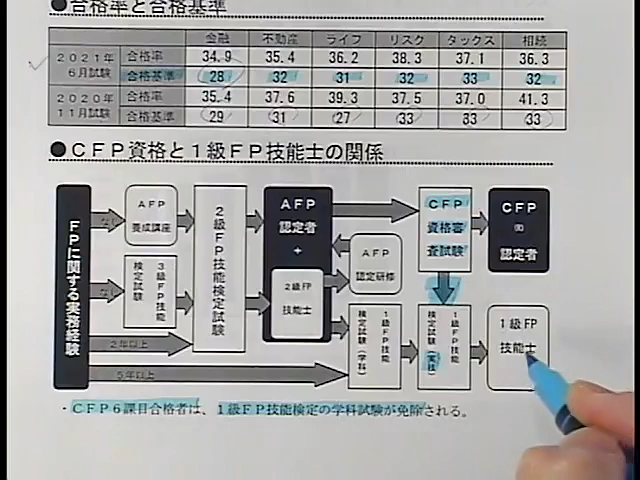 ●合格率と合格基準
金融 不動産 ライフ リスク タックス 相続
2021年 6月試験 合格率 34.9 35.4 36.2 38.3 37.1 36.3
合格基準 28 32 31 32 33 32
2020年 11月試験 合格率 35.4 37.6 39.3 37.5 37.0 41.3
合格基準 29 31 27 33 33 33
●CFP資格と1級FP技能士の関係
FPに関する実務経験
なし
AFP
養成講座
なし
3級FP技能
検定試験
2年以上
5年以上
2級FP技能検定試験
AFP
認定者
+
2級FP
技能士
AFP
認定研修
1級FP技能
検定試験(学科)
CFP
資格審
査試験
1級FP技能
検定試験(実技)
CFP
®
認定者
1級FP
技能士
・CFP6課目合格者は、1級FP技能検定の学科試験が免除される。